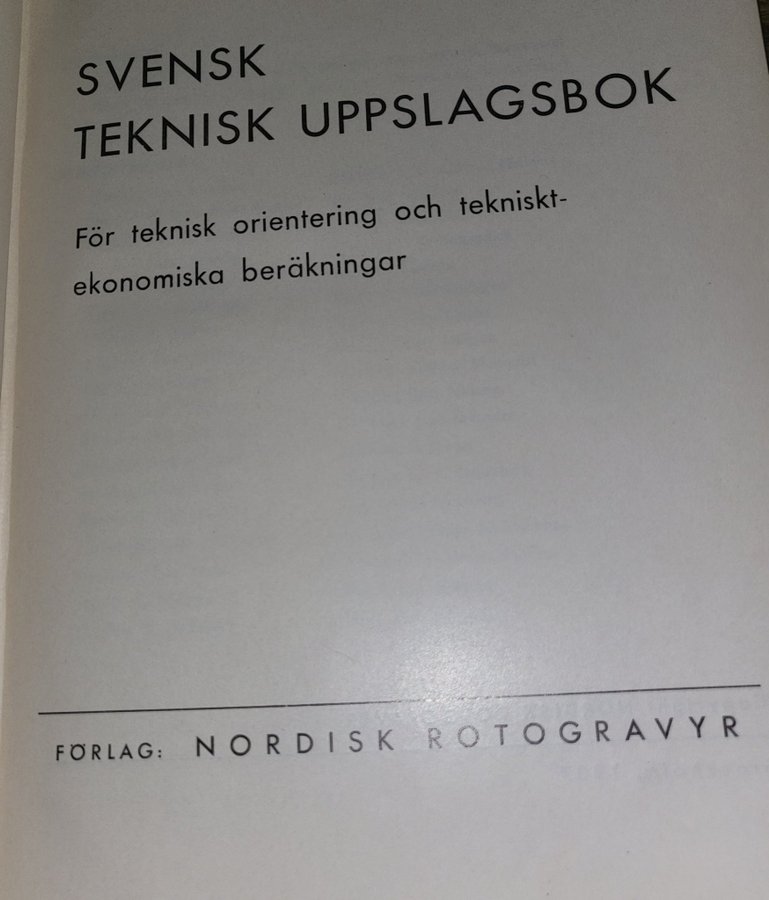 SVENSK
TEKNISK UPPSLAGSBOK
För teknisk orientering och tekniskt-
ekonomiska beräkningar
FÖRLAG: NORDISK ROTOGRAVYR